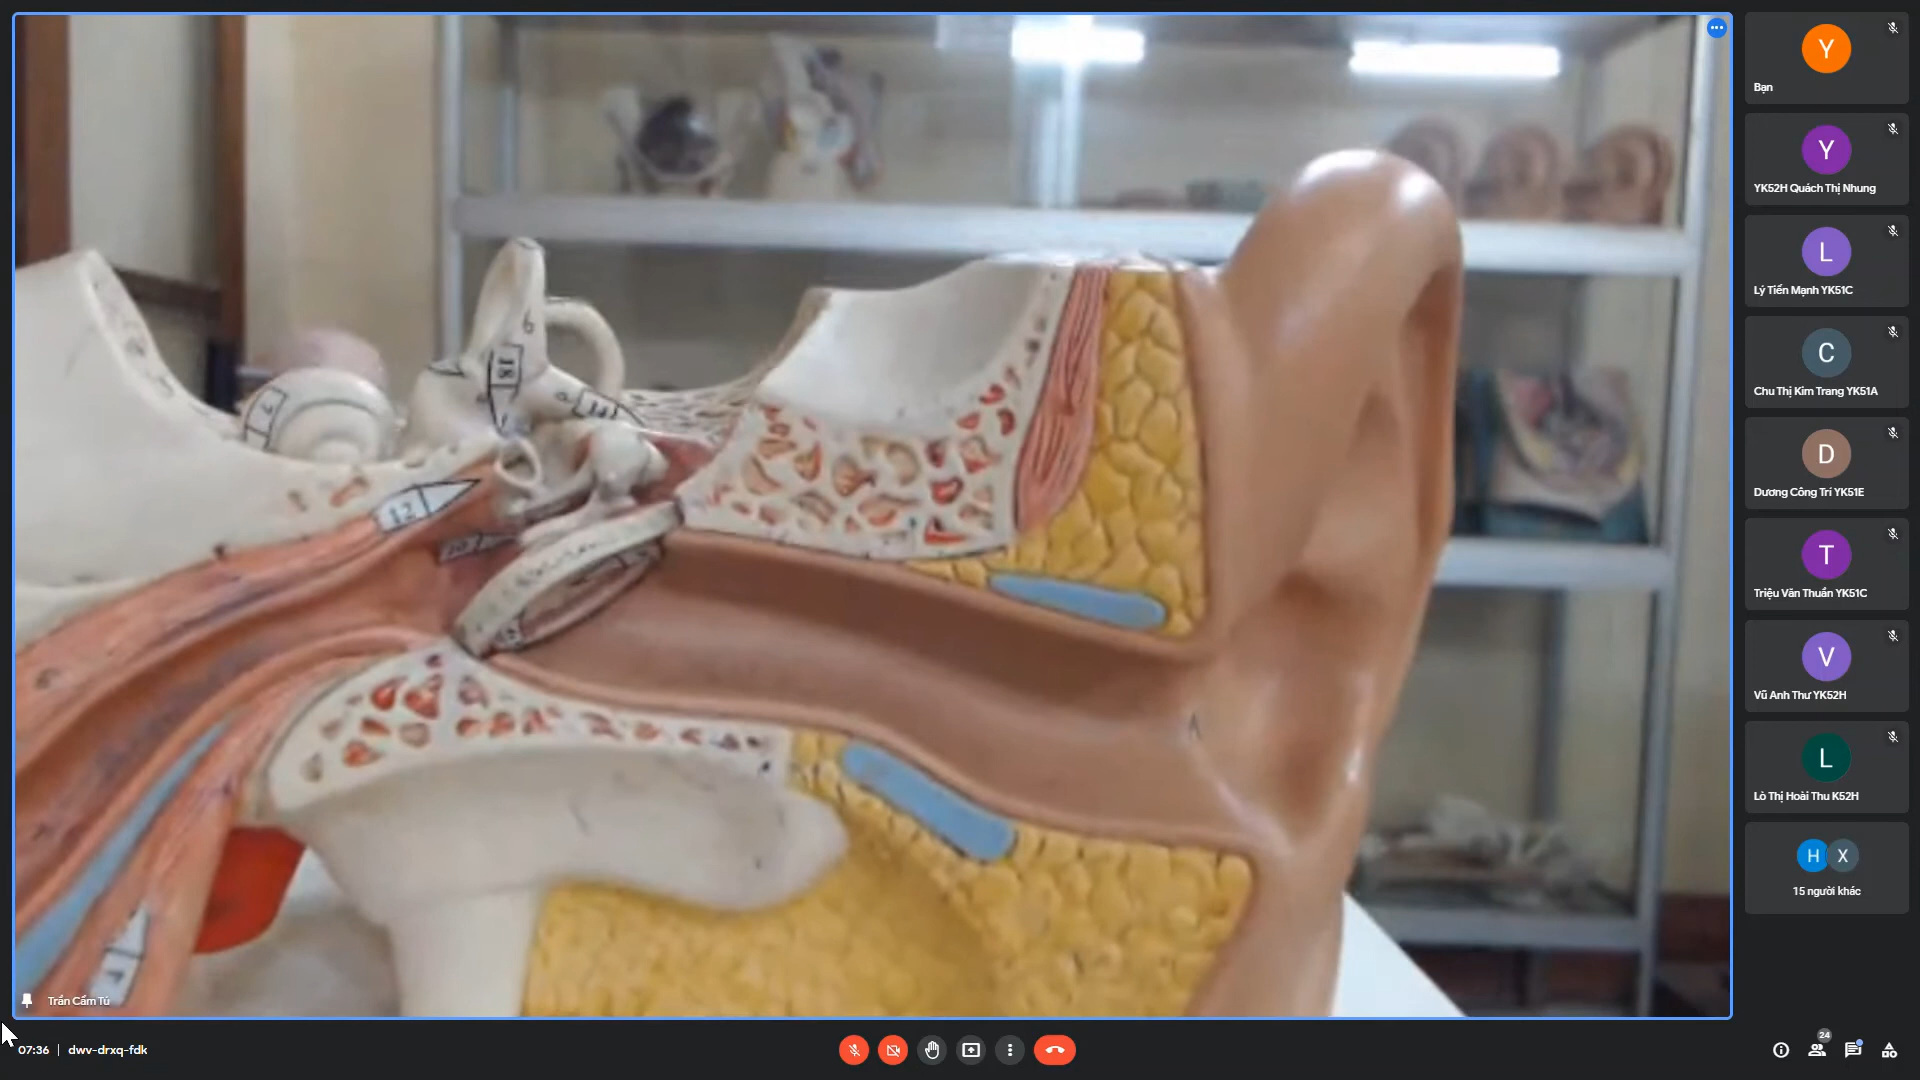 18
12
Trần Cẩm Tú
Y
Bạn
Y
YK52H Quách Thị Nhung
L
Lý Tiến Mạnh YK51C
C
Chu Thị Kim Trang YK51A
D
Dương Công Trí YK51E
T
Triệu Văn Thuần YK51C
V
Vũ Anh Thư YK52H
L
Lò Thị Hoài Thu K52H
H X
15 người khác
07:36 | dwv-drxq-fdk
24